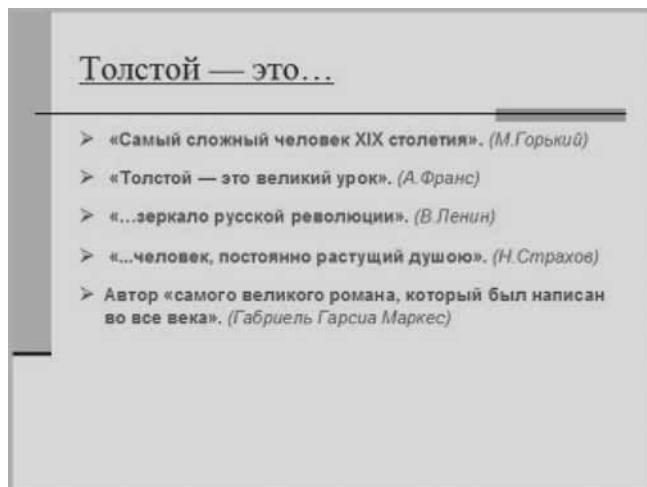 Толстой — это…
«Самый сложный человек XIX столетия». (М.Горький)
«Толстой — это великий урок». (А.Франс)
«…зеркало русской революции». (В.Ленин)
«...человек, постоянно растущий душою». (Н.Страхов)
Автор «самого великого романа, который был написан
во все века». (Габриель Гарсиа Маркес)